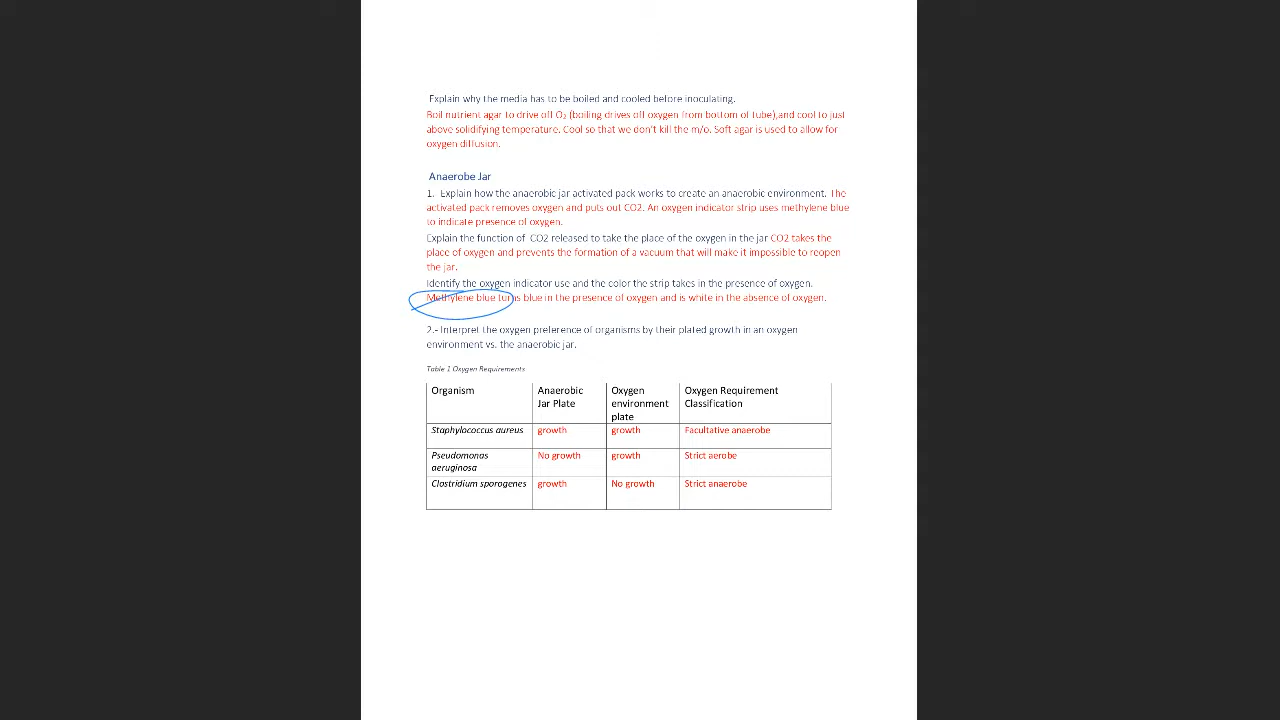 Explain why the media has to be boiled and cooled before inoculating.
Boil nutrient agar to drive off O₂ (boiling drives off oxygen from bottom of tube),and cool to just
above solidifying temperature. Cool so that we don't kill the m/o. Soft agar is used to allow for
oxygen diffusion.
Anaerobe Jar
1. Explain how the anaerobic jar activated pack works to create an anaerobic environment. The
activated pack removes oxygen and puts out CO2. An oxygen indicator strip uses methylene blue
to indicate presence of oxygen.
Explain the function of CO2 released to take the place of the oxygen in the jar CO2 takes the
place of oxygen and prevents the formation of a vacuum that will make it impossible to reopen
the jar.
Identify the oxygen indicator use and the color the strip takes in the presence of oxygen.
Methylene blue turns blue in the presence of oxygen and is white in the absence of oxygen.
2.- Interpret the oxygen preference of organisms by their plated growth in an oxygen
environment vs. the anaerobic jar.
Table 1 Oxygen Requirements
Organism Anaerobic Oxygen Oxygen Requirement
Jar Plate environment Classification
plate
Staphylococcus aureus growth growth Facultative anaerobe
Pseudomonas No growth growth Strict aerobe
aeruginosa
Clostridium sporogenes growth No growth Strict anaerobe